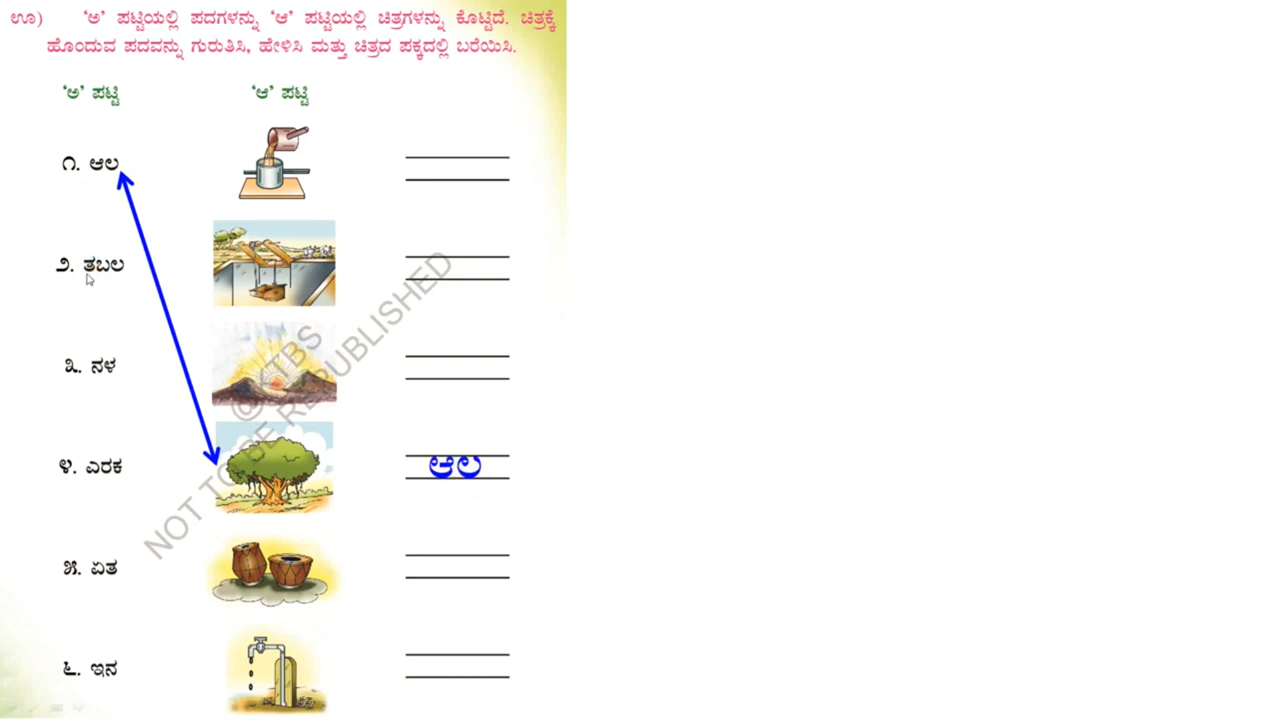 ಊ) 'ಅ' ಪಟ್ಟಿಯಲ್ಲಿ ಪದಗಳನ್ನು 'ಆ' ಪಟ್ಟಿಯಲ್ಲಿ ಚಿತ್ರಗಳನ್ನು ಕೊಟ್ಟಿದೆ. ಚಿತ್ರಕ್ಕೆ
ಹೊಂದುವ ಪದವನ್ನು ಗುರುತಿಸಿ, ಹೇಳಿಸಿ ಮತ್ತು ಚಿತ್ರದ ಪಕ್ಕದಲ್ಲಿ ಬರೆಯಿಸಿ.
'ಅ' ಪಟ್ಟಿ 'ಆ' ಪಟ್ಟಿ
೧. ಆಲ
೨. ತಬಲ
೩. ನಳ
೪. ಎರಕ ಆಲ
೫. ಏತ
೬. ಇನ
@KTBS
NOT TO BE REPUBLISHED